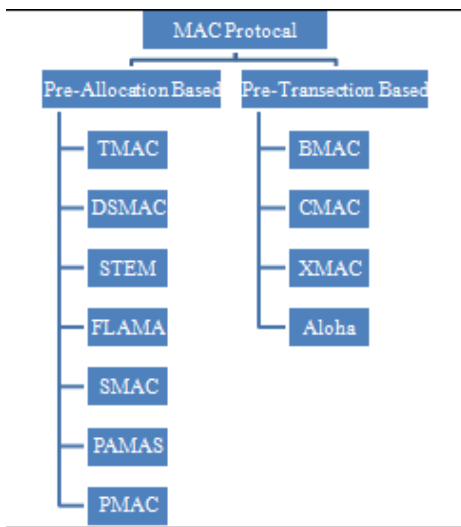 MAC Protocal
Pre-Allocation Based
Pre-Transection Based
TMAC
DSMAC
STEM
FLAMA
SMAC
PAMAS
PMAC
BMAC
CMAC
XMAC
Aloha